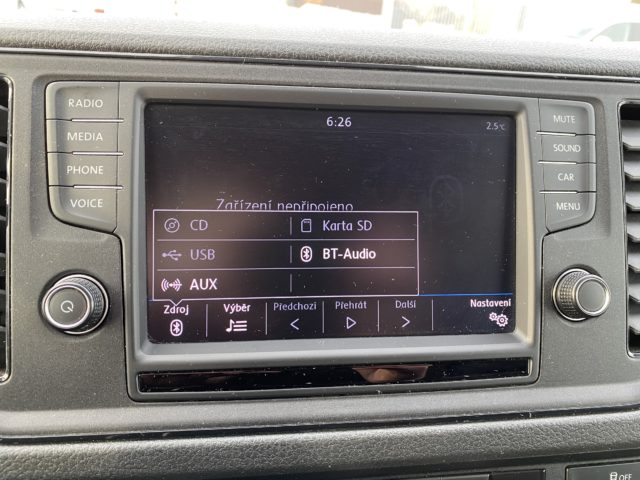 RADIO
MEDIA
PHONE
VOICE
6:26
2.5°C
Zařízení nepřipojeno
CD
Karta SD
USB
BT-Audio
AUX
Zdroj
Výběr
Předchozí
Přehrát
Další
Nastavení
MUTE
SOUND
CAR
MENU
OFF